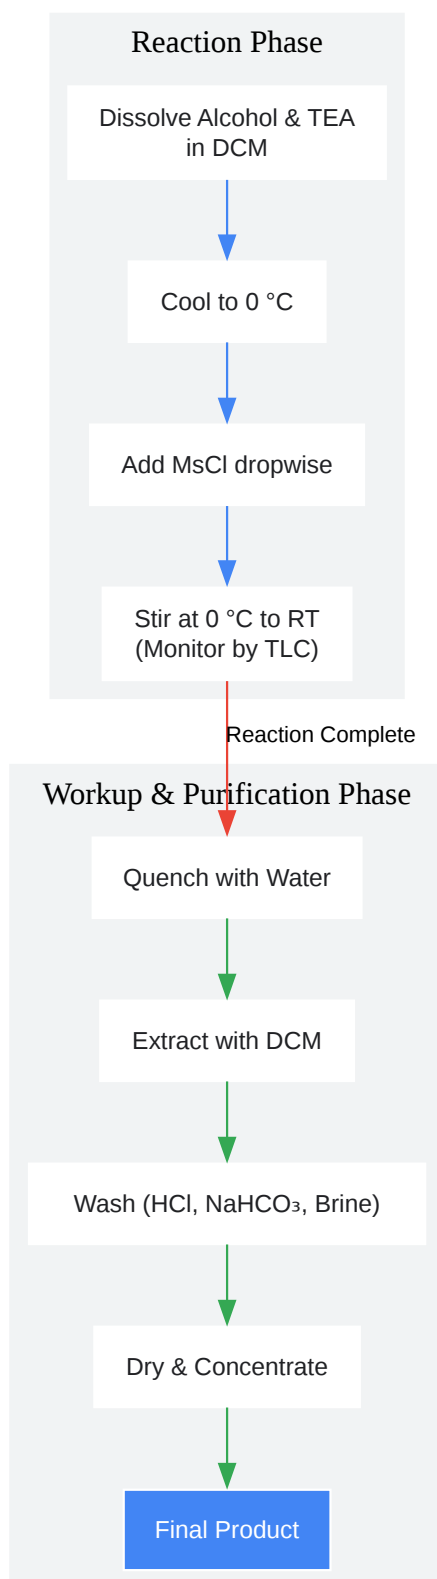 Reaction Phase
Dissolve Alcohol & TEA
in DCM
Cool to 0 °C
Add MsCl dropwise
Stir at 0 °C to RT
(Monitor by TLC)
Reaction Complete
Workup & Purification Phase
Quench with Water
Extract with DCM
Wash (HCl, NaHCO₃, Brine)
Dry & Concentrate
Final Product